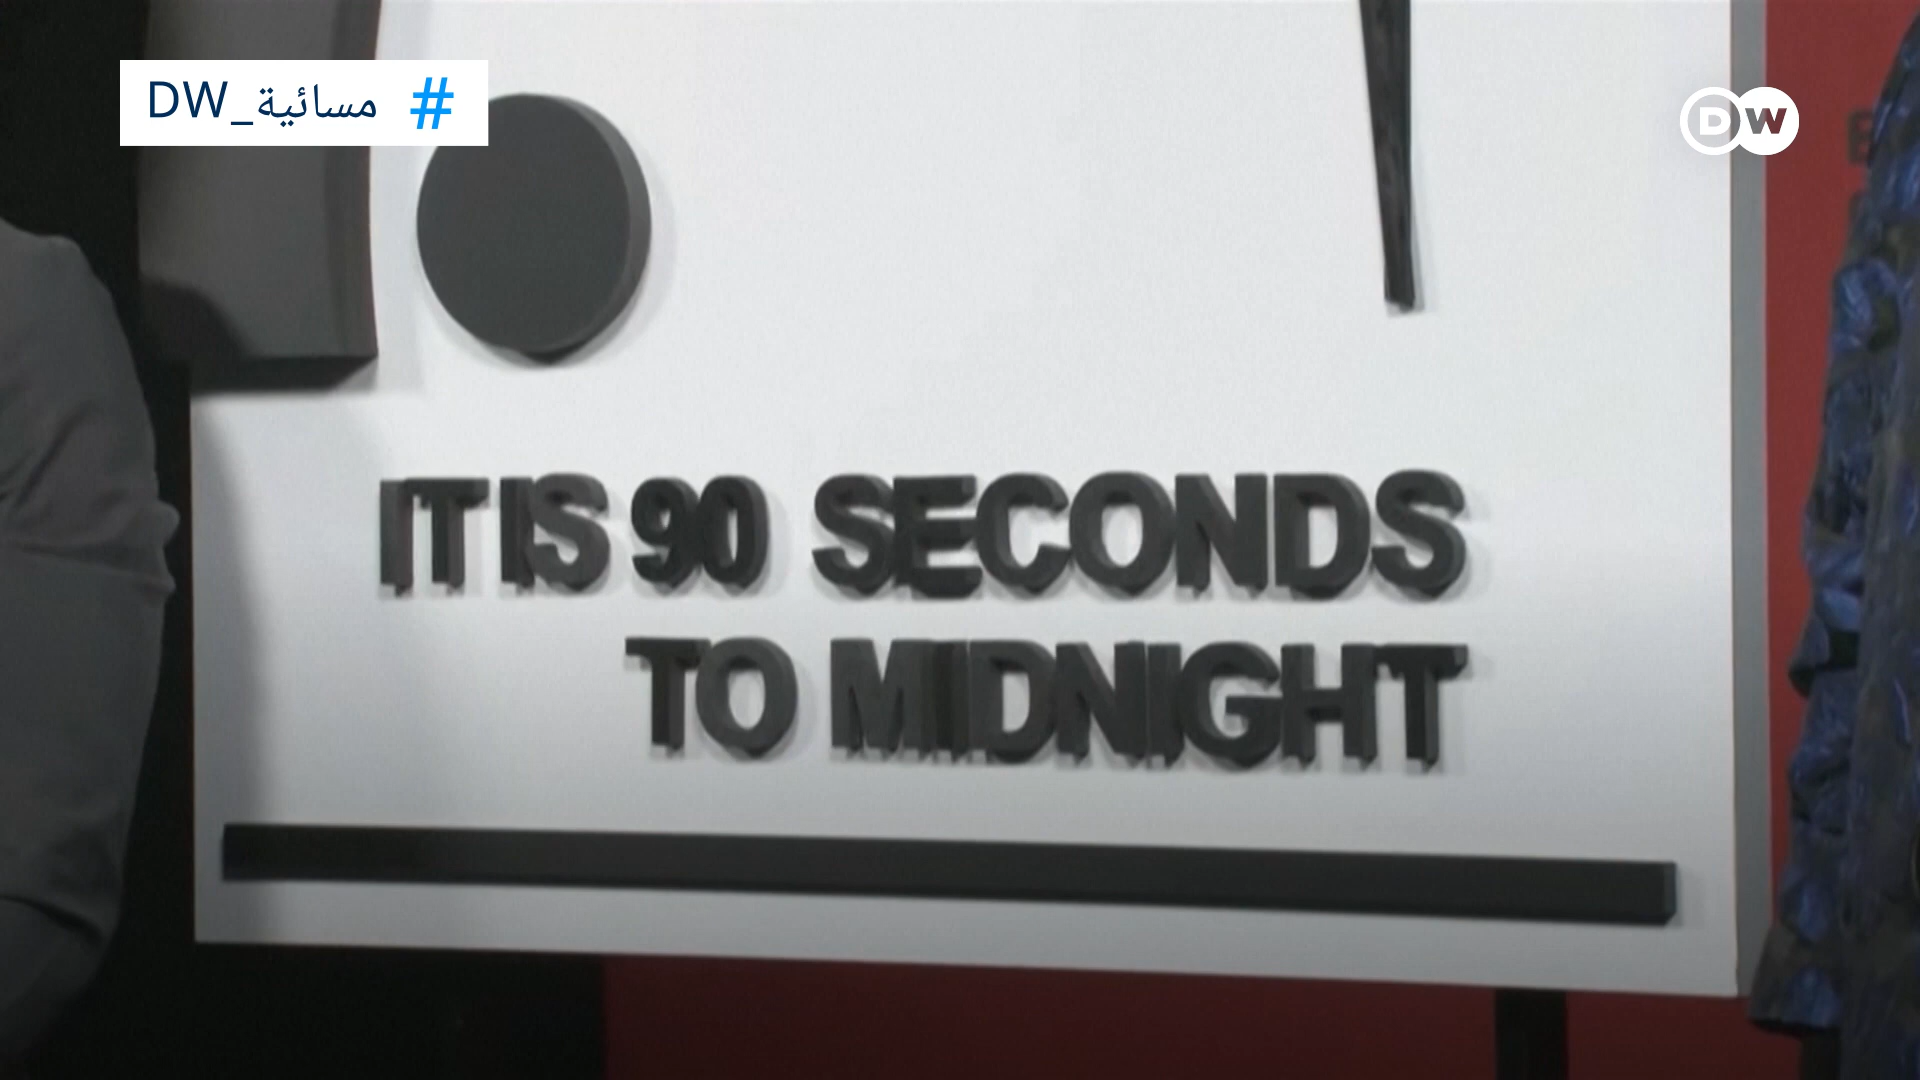 # مسائية_DW
DW
IT IS 90 SECONDS
TO MIDNIGHT